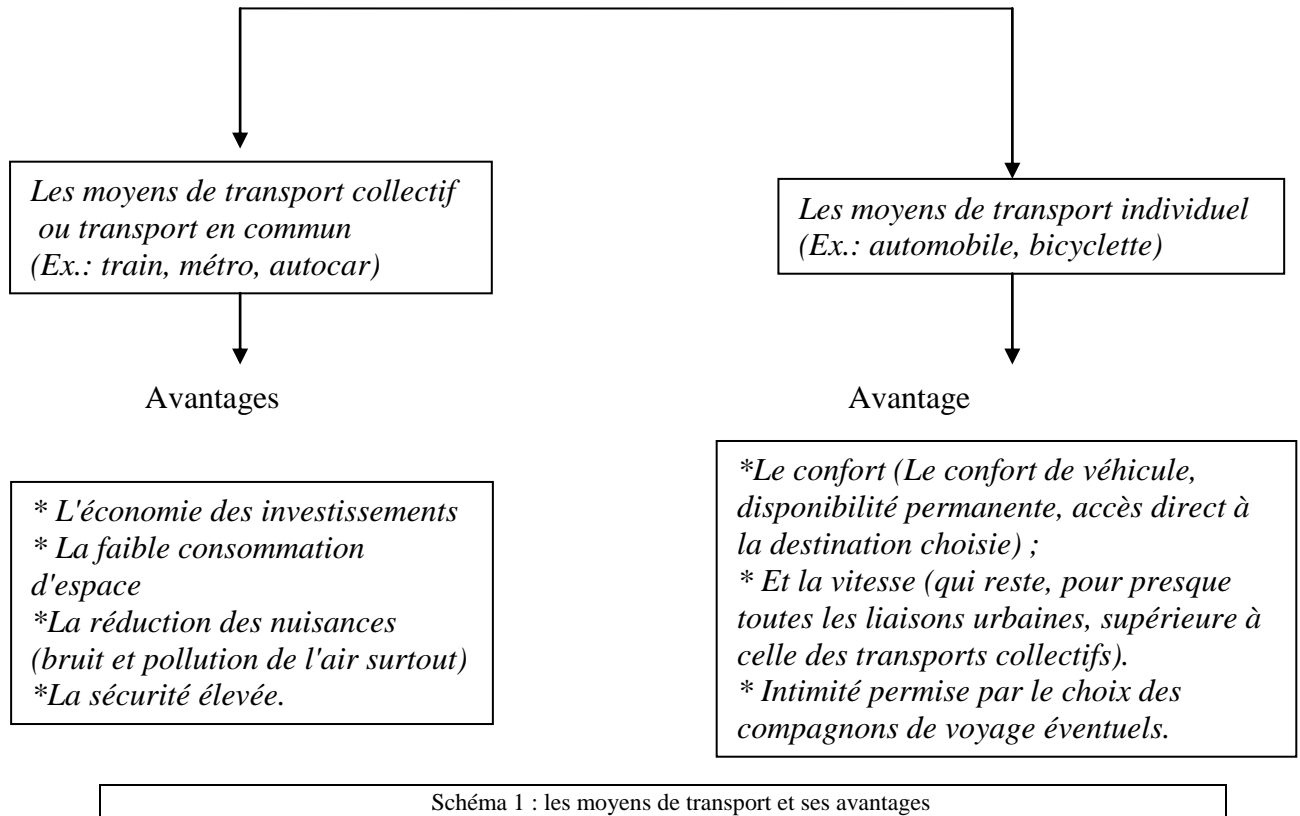 Les moyens de transport collectif
ou transport en commun
(Ex.: train, métro, autocar)
Les moyens de transport individuel
(Ex.: automobile, bicyclette)
Avantages
Avantage
* L'économie des investissements
* La faible consommation
d'espace
*La réduction des nuisances
(bruit et pollution de l'air surtout)
*La sécurité élevée.
*Le confort (Le confort de véhicule,
disponibilité permanente, accès direct à
la destination choisie) ;
* Et la vitesse (qui reste, pour presque
toutes les liaisons urbaines, supérieure à
celle des transports collectifs).
* Intimité permise par le choix des
compagnons de voyage éventuels.
Schéma 1 : les moyens de transport et ses avantages